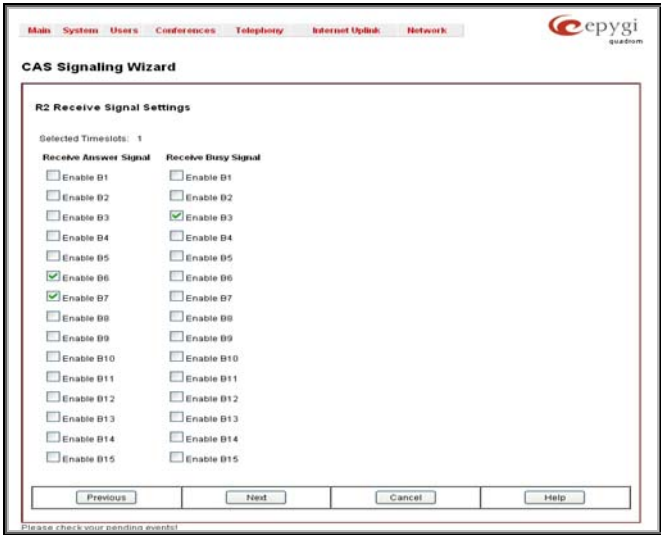 Main System Users Conferences Telephony Internet Uplink Network
epygi
quadrom
CAS Signaling Wizard
R2 Receive Signal Settings
Selected Timeslots: 1
Receive Answer Signal Receive Busy Signal
Enable B1 Enable B1
Enable B2 Enable B2
Enable B3 Enable B3
Enable B4 Enable B4
Enable B5 Enable B5
Enable B6 Enable B6
Enable B7 Enable B7
Enable B8 Enable B8
Enable B9 Enable B9
Enable B10 Enable B10
Enable B11 Enable B11
Enable B12 Enable B12
Enable B13 Enable B13
Enable B14 Enable B14
Enable B15 Enable B15
Previous Next Cancel Help
Please check your pending events!